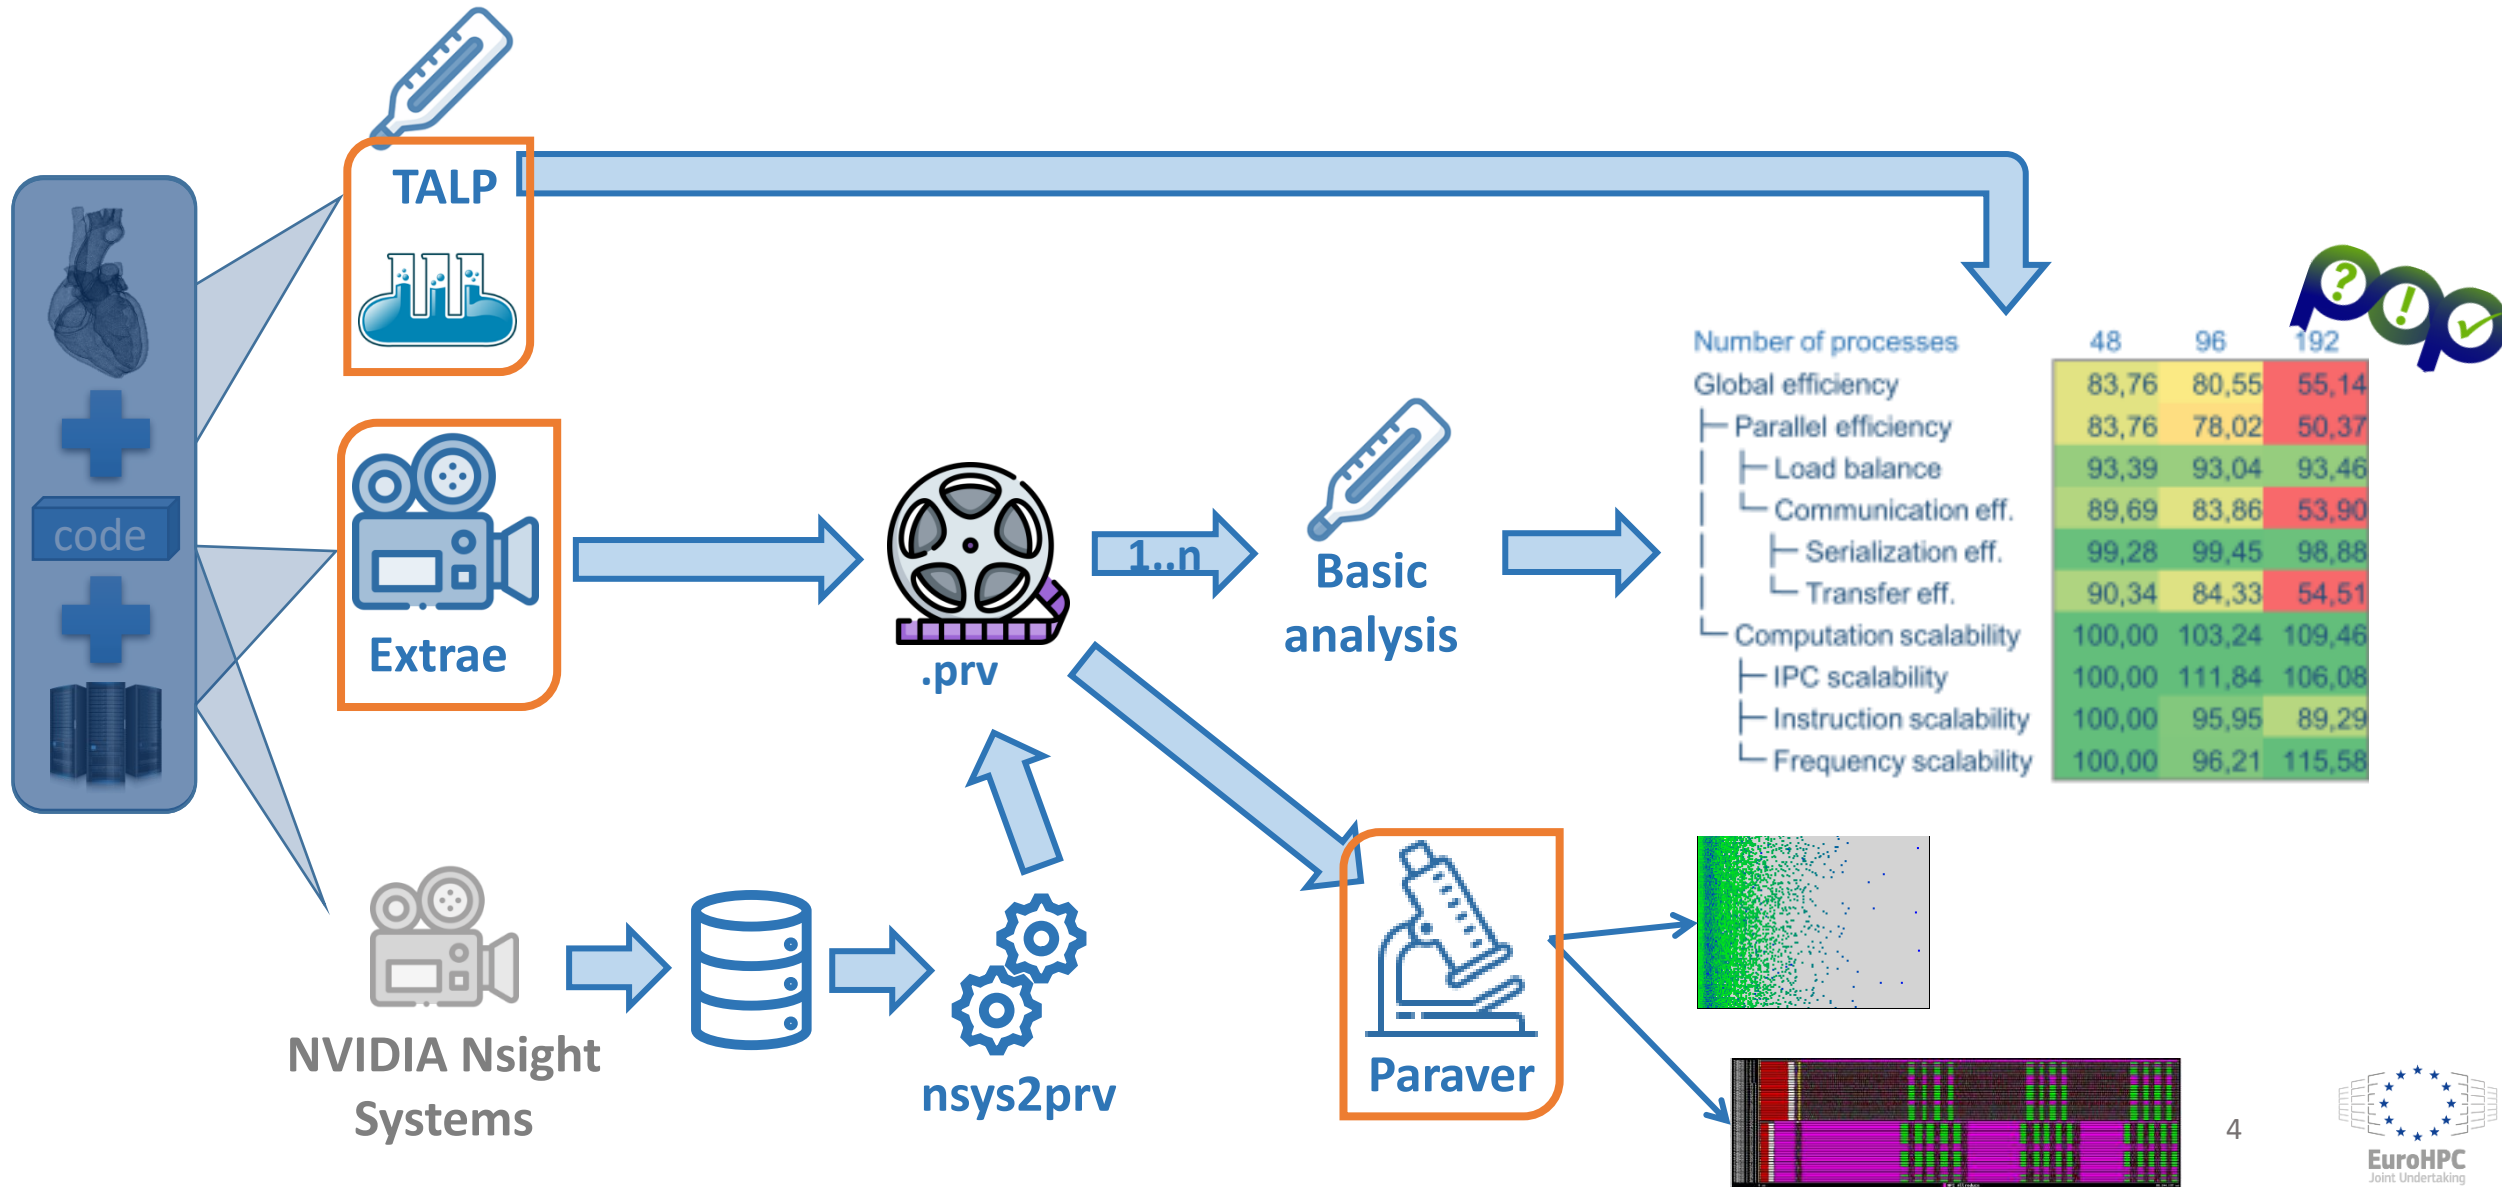 TALP
code
Extrae
.prv
1..n
Basic
analysis
Number of processes 48 96 192
Global efficiency 83,76 80,55 55,14
Parallel efficiency 83,76 78,02 50,37
Load balance 93,39 93,04 93,46
Communication eff. 89,69 83,86 53,90
Serialization eff. 99,28 99,45 98,88
Transfer eff. 90,34 84,33 54,51
Computation scalability 100,00 103,24 109,46
IPC scalability 100,00 111,84 106,08
Instruction scalability 100,00 95,95 89,29
Frequency scalability 100,00 96,21 115,58
NVIDIA Nsight
Systems
nsys2prv
Paraver
4
EuroHPC
Joint Undertaking